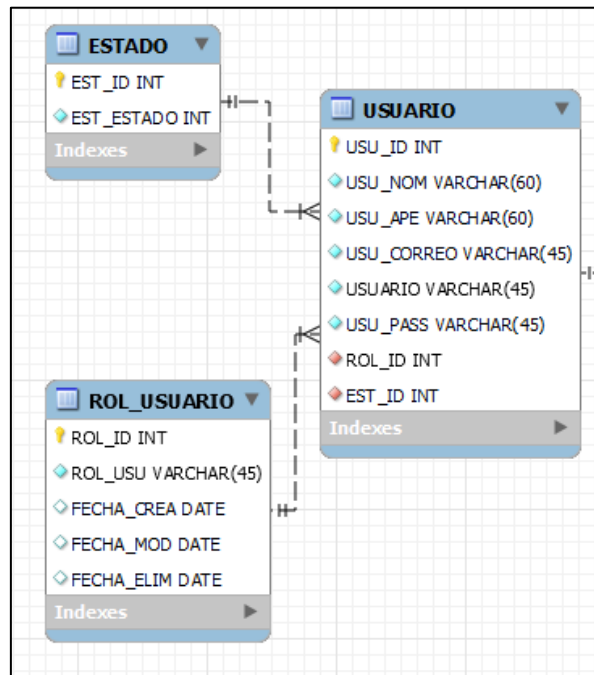 ESTADO
EST_ID INT
EST_ESTADO INT
Indexes
USUARIO
USU_ID INT
USU_NOM VARCHAR(60)
USU_APE VARCHAR(60)
USU_CORREO VARCHAR(45)
USUARIO VARCHAR(45)
USU_PASS VARCHAR(45)
ROL_ID INT
EST_ID INT
Indexes
ROL_USUARIO
ROL_ID INT
ROL_USU VARCHAR(45)
FECHA_CREA DATE
FECHA_MOD DATE
FECHA_ELIM DATE
Indexes